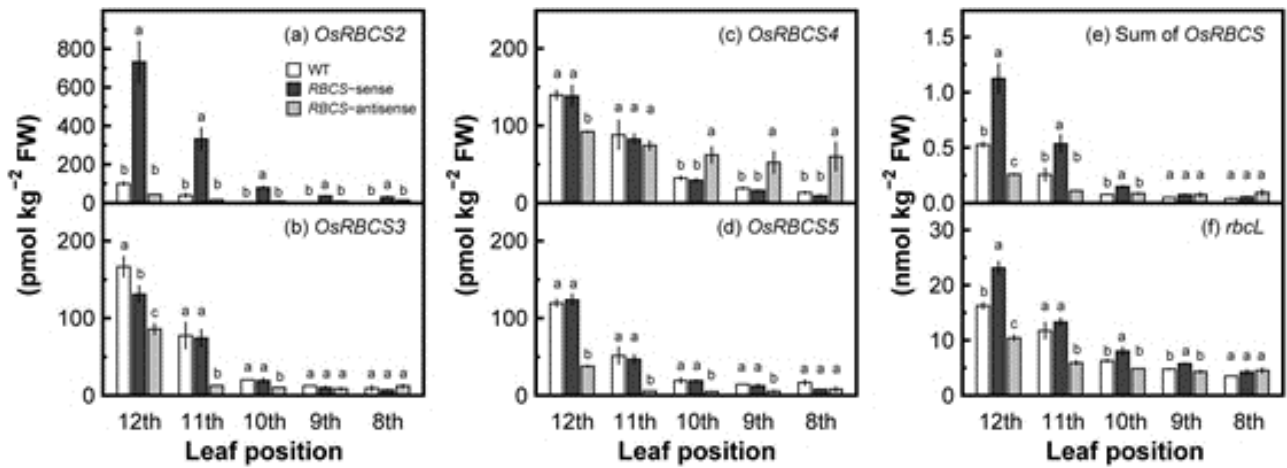 (a) OsRBCS2
WT
RBCS-sense
RBCS-antisense
800
600
400
200
0
a
b b
a
b b
a
b b
a
b b
a
b b
(pmol kg⁻² FW)
(b) OsRBCS3
200
100
0
a
b
c
a a
b
a a b
a a a
a a a
12th 11th 10th 9th 8th
Leaf position
(c) OsRBCS4
200
100
0
a a
b
a a a
b b a
b b a
b b a
(pmol kg⁻² FW)
(d) OsRBCS5
200
100
0
a a
b
a a
b
a a b
a a b
a a a
12th 11th 10th 9th 8th
Leaf position
(e) Sum of OsRBCS
1.5
1.0
0.5
0.0
a
b
c
a
b b
b a b
a a a
a a a
(nmol kg⁻² FW)
(f) rbcL
30
20
10
0
a
b
c
a a
b
b a b
b a b
a a a
12th 11th 10th 9th 8th
Leaf position